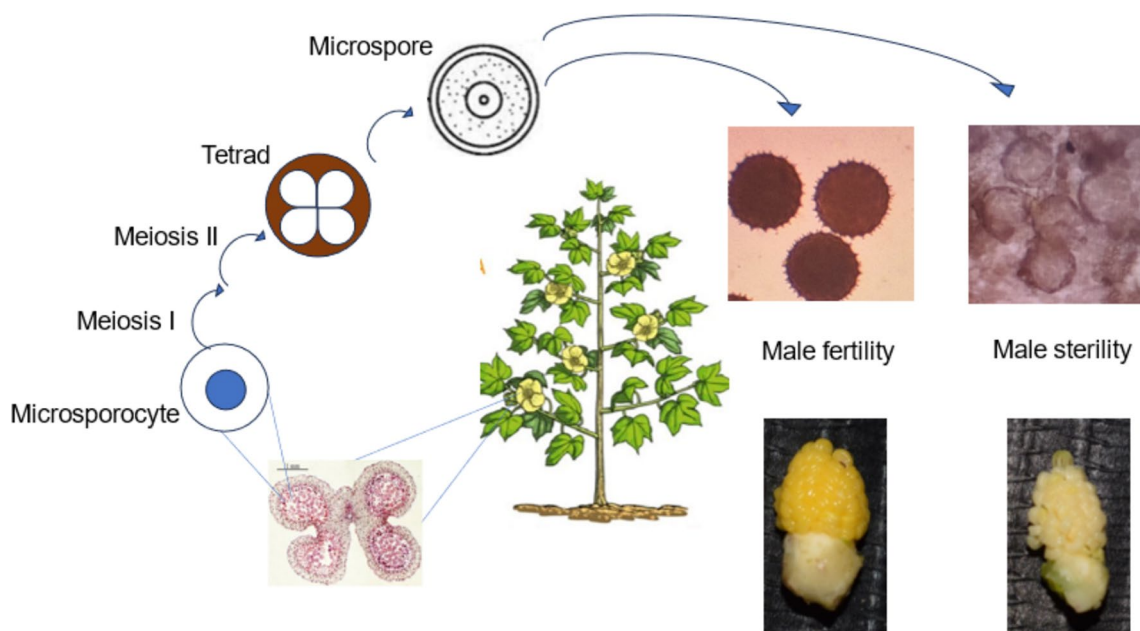 Microspore
Tetrad
Meiosis II
Meiosis I
Male fertility
Male sterility
Microsporocyte